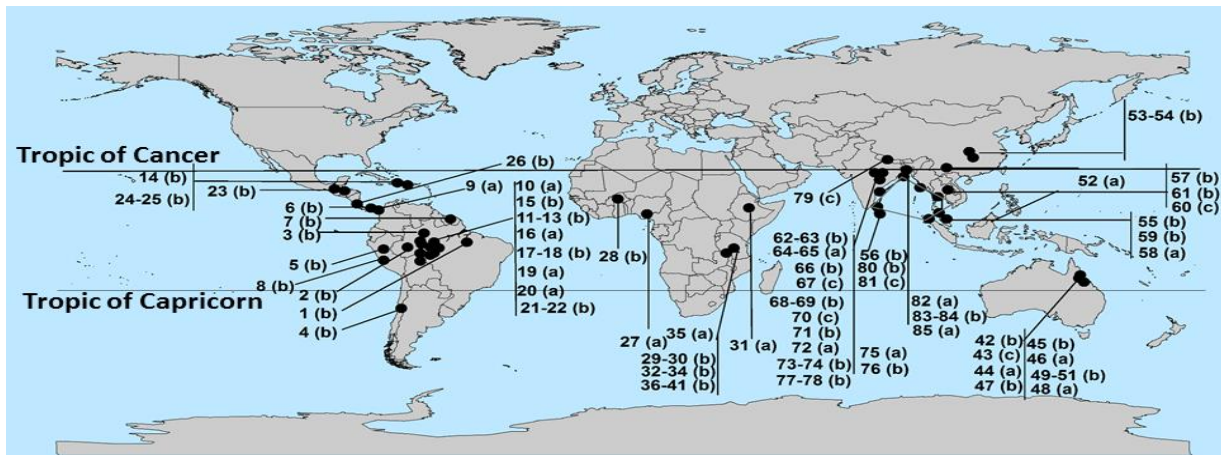 53-54 (b)
Tropic of Cancer
26 (b)
14 (b)
9 (a)
10 (a)
52 (a)
57 (b)
24-25 (b)
23 (b)
15 (b)
79 (c)
61 (b)
6 (b)
11-13 (b)
60 (c)
7 (b)
16 (a)
3 (b)
17-18 (b)
28 (b)
62-63 (b)
56 (b)
55 (b)
64-65 (a)
80 (b)
59 (b)
5 (b)
19 (a)
66 (b)
81 (c)
58 (a)
8 (b)
20 (a)
67 (c)
2 (b)
21-22 (b)
68-69 (b)
82 (a)
Tropic of Capricorn
70 (c)
83-84 (b)
1 (b)
71 (b)
85 (a)
4 (b)
27 (a)
35 (a)
31 (a)
72 (a)
75 (a)
42 (b)
45 (b)
29-30 (b)
73-74 (b)
76 (b)
43 (c)
46 (a)
32-34 (b)
77-78 (b)
44 (a)
49-51 (b)
36-41 (b)
47 (b)
48 (a)